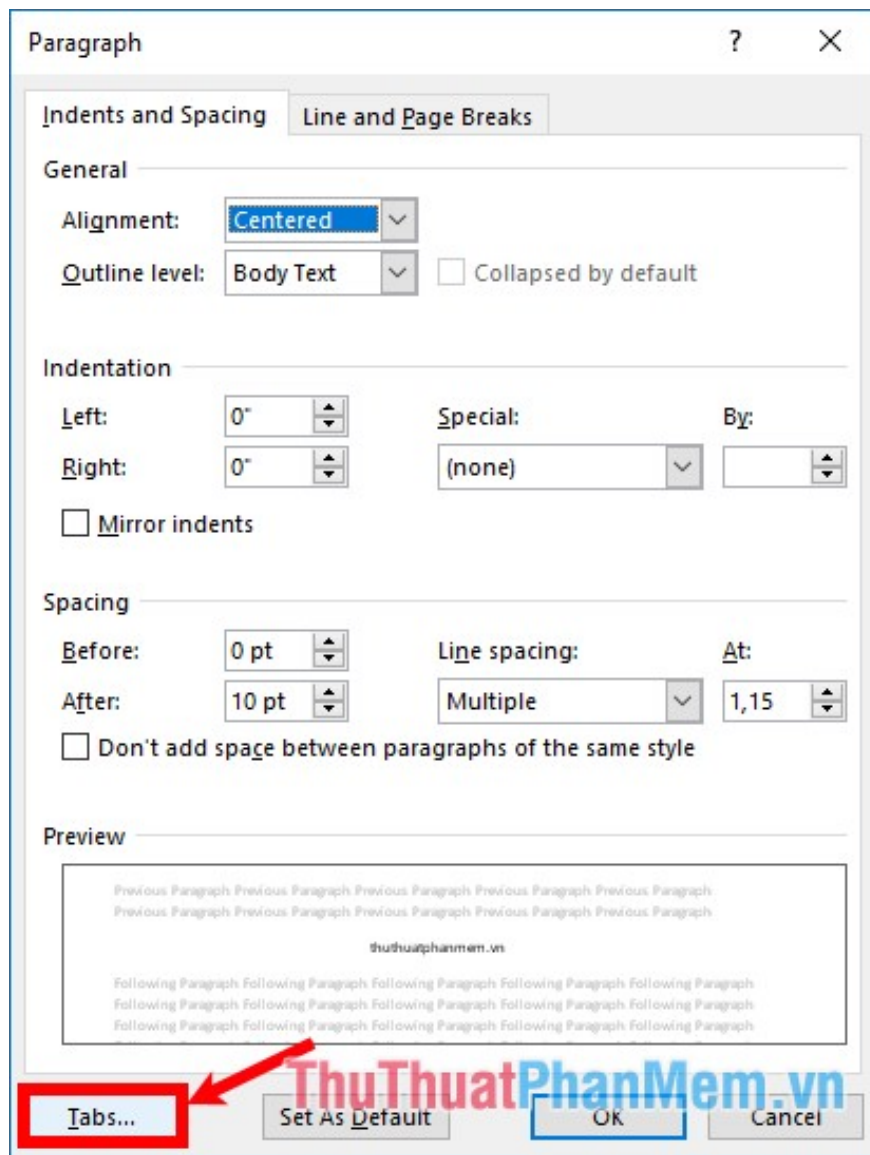 Paragraph ?
Indents and Spacing Line and Page Breaks
General
Alignment: Centered
Outline level: Body Text Collapsed by default
Indentation
Left: 0" Special: By:
Right: 0" (none)
Mirror indents
Spacing
Before: 0 pt Line spacing: At:
After: 10 pt Multiple 1,15
Don't add space between paragraphs of the same style
Preview
Previous Paragraph Previous Paragraph Previous Paragraph Previous Paragraph Previous Paragraph
Previous Paragraph Previous Paragraph Previous Paragraph Previous Paragraph Previous Paragraph
thuthuatphanmem.vn
Following Paragraph Following Paragraph Following Paragraph Following Paragraph Following Paragraph
Following Paragraph Following Paragraph Following Paragraph Following Paragraph Following Paragraph
Following Paragraph Following Paragraph Following Paragraph Following Paragraph Following Paragraph
ThuThuatPhanMem.vn
Tabs... Set As Default OK Cancel